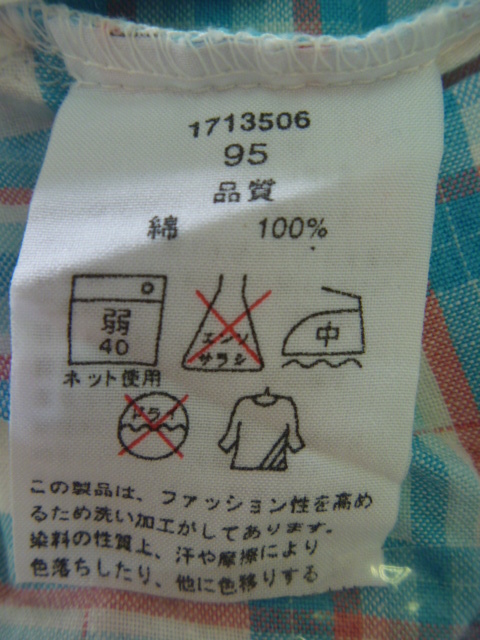 1713506
95
品質
綿 100%
弱
40
エンソ
サラシ
中
ネット使用
ドライ
この製品は、ファッション性を高め
るため洗い加工がしてあります。
染料の性質上、汗や摩擦により
色落ちしたり、他に色移りする